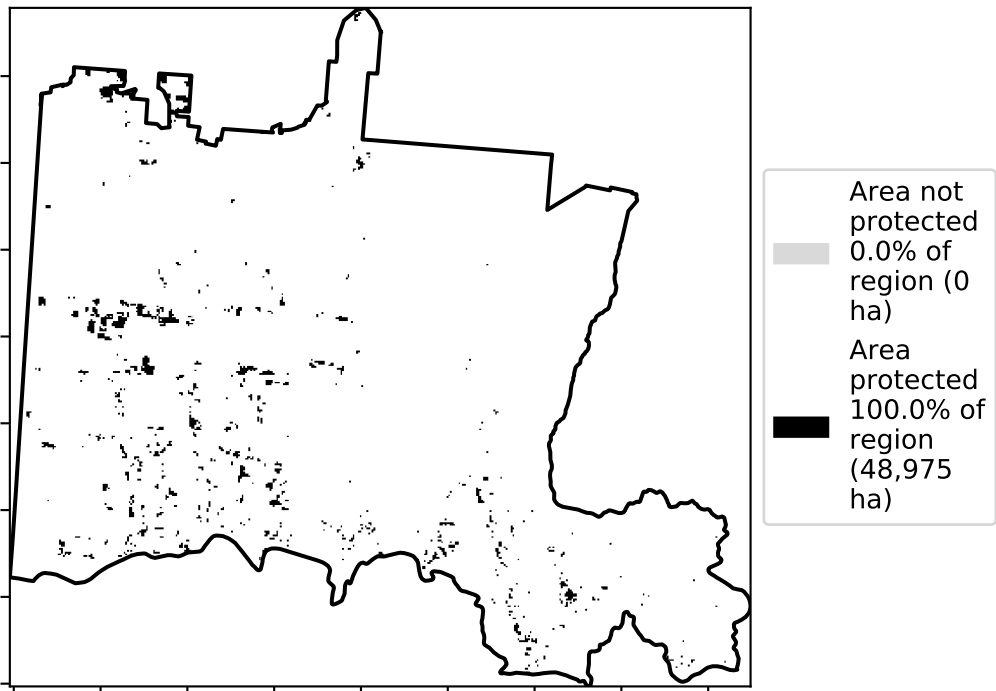 Area not
protected
0.0% of
region (0
ha)
Area
protected
100.0% of
region
(48,975
ha)